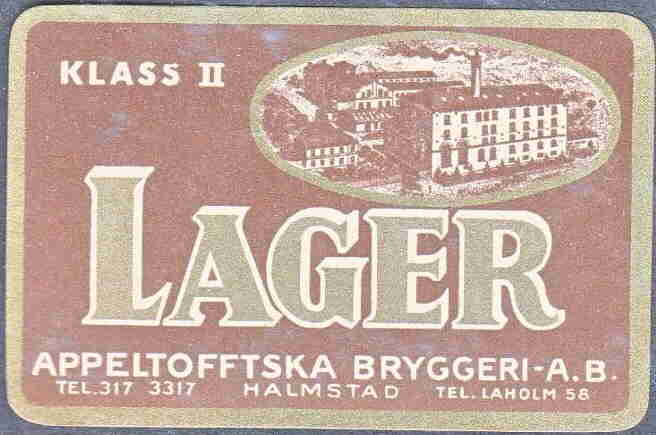 KLASS II
LAGER
APPELTOFFTSKA BRYGGERI-A.B.
TEL. 317 3317 HALMSTAD TEL. LAHOLM 58